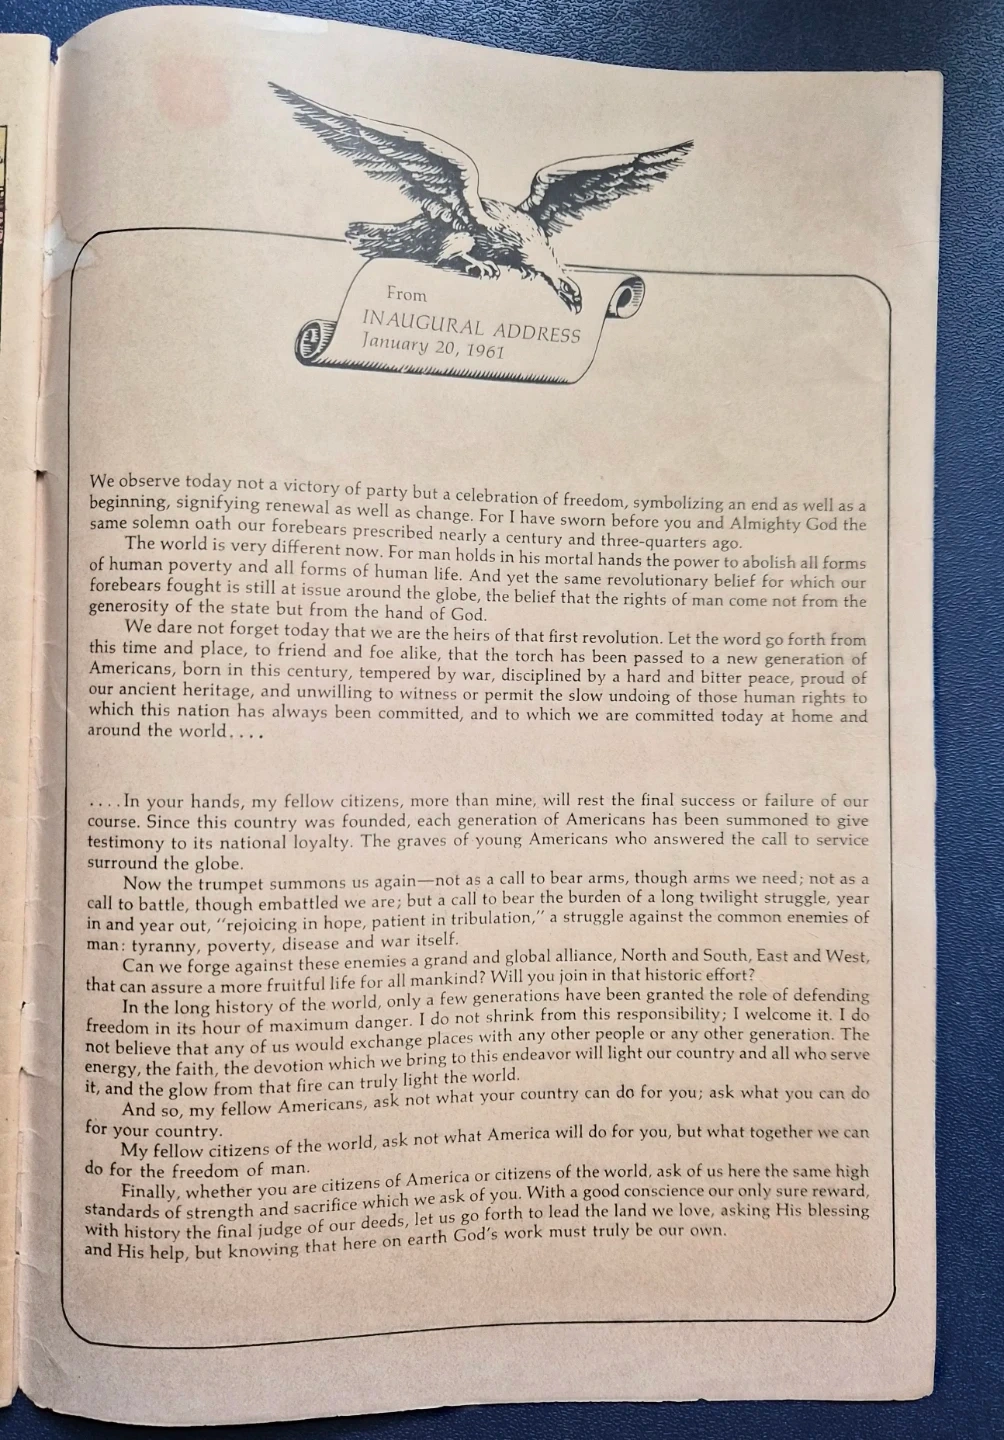 From
INAUGURAL ADDRESS
January 20, 1961
We observe today not a victory of party but a celebration of freedom, symbolizing an end as well as a
beginning, signifying renewal as well as change. For I have sworn before you and Almighty God the
same solemn oath our forebears prescribed nearly a century and three-quarters ago.
The world is very different now. For man holds in his mortal hands the power to abolish all forms
of human poverty and all forms of human life. And yet the same revolutionary belief for which our
forebears fought is still at issue around the globe, the belief that the rights of man come not from the
generosity of the state but from the hand of God.
We dare not forget today that we are the heirs of that first revolution. Let the word go forth from
this time and place, to friend and foe alike, that the torch has been passed to a new generation of
Americans, born in this century, tempered by war, disciplined by a hard and bitter peace, proud of
our ancient heritage, and unwilling to witness or permit the slow undoing of those human rights to
which this nation has always been committed, and to which we are committed today at home and
around the world....
....In your hands, my fellow citizens, more than mine, will rest the final success or failure of our
course. Since this country was founded, each generation of Americans has been summoned to give
testimony to its national loyalty. The graves of young Americans who answered the call to service
surround the globe.
Now the trumpet summons us again—not as a call to bear arms, though arms we need; not as a
call to battle, though embattled we are; but a call to bear the burden of a long twilight struggle, year
in and year out, "rejoicing in hope, patient in tribulation," a struggle against the common enemies of
man: tyranny, poverty, disease and war itself.
Can we forge against these enemies a grand and global alliance, North and South, East and West,
that can assure a more fruitful life for all mankind? Will you join in that historic effort?
In the long history of the world, only a few generations have been granted the role of defending
freedom in its hour of maximum danger. I do not shrink from this responsibility; I welcome it. I do
not believe that any of us would exchange places with any other people or any other generation. The
energy, the faith, the devotion which we bring to this endeavor will light our country and all who serve
it, and the glow from that fire can truly light the world.
And so, my fellow Americans, ask not what your country can do for you; ask what you can do
for your country.
My fellow citizens of the world, ask not what America will do for you, but what together we can
do for the freedom of man.
Finally, whether you are citizens of America or citizens of the world, ask of us here the same high
standards of strength and sacrifice which we ask of you. With a good conscience our only sure reward,
with history the final judge of our deeds, let us go forth to lead the land we love, asking His blessing
and His help, but knowing that here on earth God's work must truly be our own.